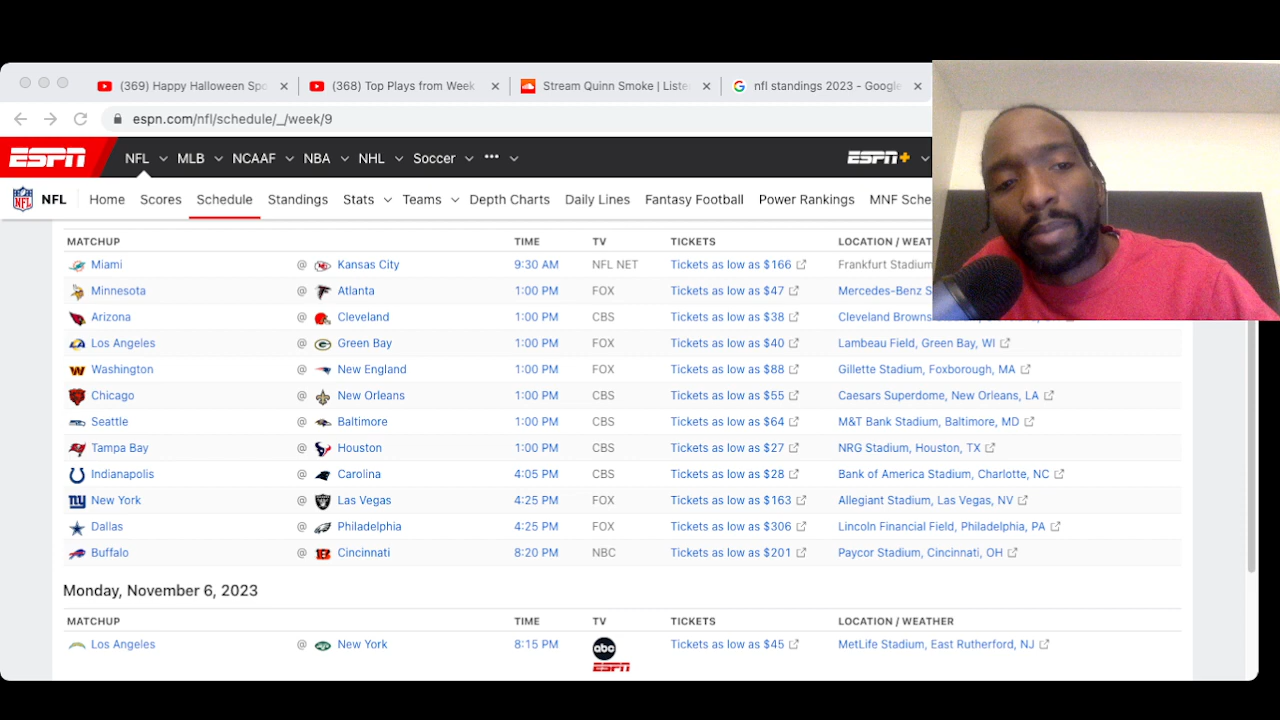 (369) Happy Halloween Spo
(368) Top Plays from Week
Stream Quinn Smoke | Liste
nfl standings 2023 - Google
espn.com/nfl/schedule/_/week/9
ESPN NFL MLB NCAAF NBA NHL Soccer ••• ESPN+
NFL Home Scores Schedule Standings Stats Teams Depth Charts Daily Lines Fantasy Football Power Rankings MNF Sche
MATCHUP TIME TV TICKETS LOCATION / WEAT
Miami @ Kansas City 9:30 AM NFL NET Tickets as low as $166 Frankfurt Stadium
Minnesota @ Atlanta 1:00 PM FOX Tickets as low as $47 Mercedes-Benz S
Arizona @ Cleveland 1:00 PM CBS Tickets as low as $38 Cleveland Browns
Los Angeles @ Green Bay 1:00 PM FOX Tickets as low as $40 Lambeau Field, Green Bay, WI
Washington @ New England 1:00 PM FOX Tickets as low as $88 Gillette Stadium, Foxborough, MA
Chicago @ New Orleans 1:00 PM CBS Tickets as low as $55 Caesars Superdome, New Orleans, LA
Seattle @ Baltimore 1:00 PM CBS Tickets as low as $64 M&T Bank Stadium, Baltimore, MD
Tampa Bay @ Houston 1:00 PM CBS Tickets as low as $27 NRG Stadium, Houston, TX
Indianapolis @ Carolina 4:05 PM CBS Tickets as low as $28 Bank of America Stadium, Charlotte, NC
New York @ Las Vegas 4:25 PM FOX Tickets as low as $163 Allegiant Stadium, Las Vegas, NV
Dallas @ Philadelphia 4:25 PM FOX Tickets as low as $306 Lincoln Financial Field, Philadelphia, PA
Buffalo @ Cincinnati 8:20 PM NBC Tickets as low as $201 Paycor Stadium, Cincinnati, OH
Monday, November 6, 2023
MATCHUP TIME TV TICKETS LOCATION / WEATHER
Los Angeles @ New York 8:15 PM abc ESPN Tickets as low as $45 MetLife Stadium, East Rutherford, NJ